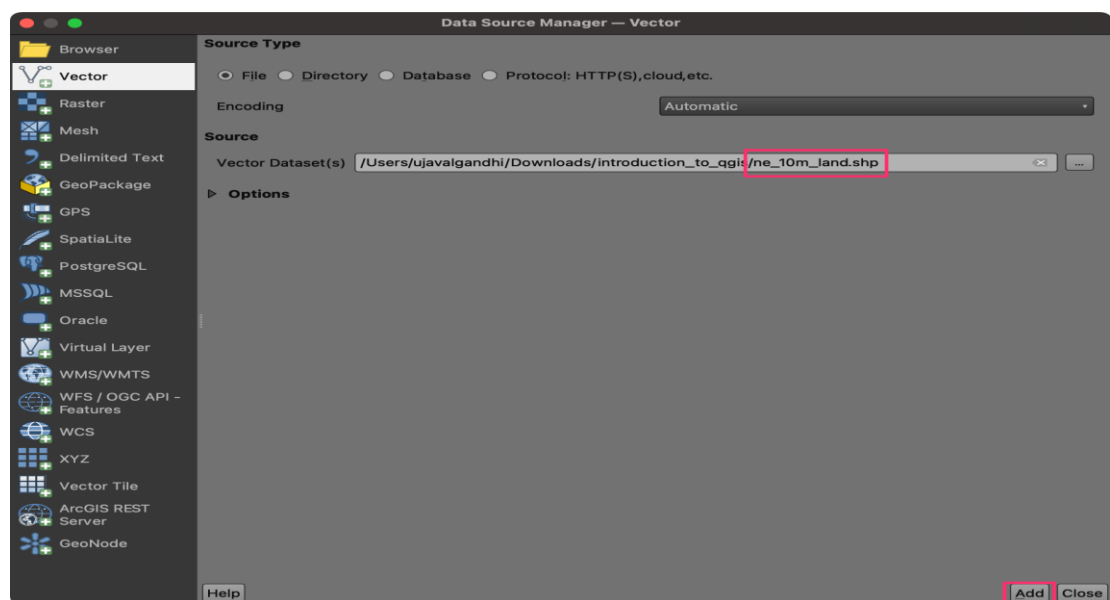 Data Source Manager — Vector
Browser
Vector
Raster
Mesh
Delimited Text
GeoPackage
GPS
SpatiaLite
PostgreSQL
MSSQL
Oracle
Virtual Layer
WMS/WMTS
WFS / OGC API -
Features
WCS
XYZ
Vector Tile
ArcGIS REST
Server
GeoNode
Source Type
File Directory Database Protocol: HTTP(S),cloud,etc.
Encoding Automatic
Source
Vector Dataset(s) /Users/ujavalgandhi/Downloads/introduction_to_qgis/ne_10m_land.shp ...
Options
Help Add Close